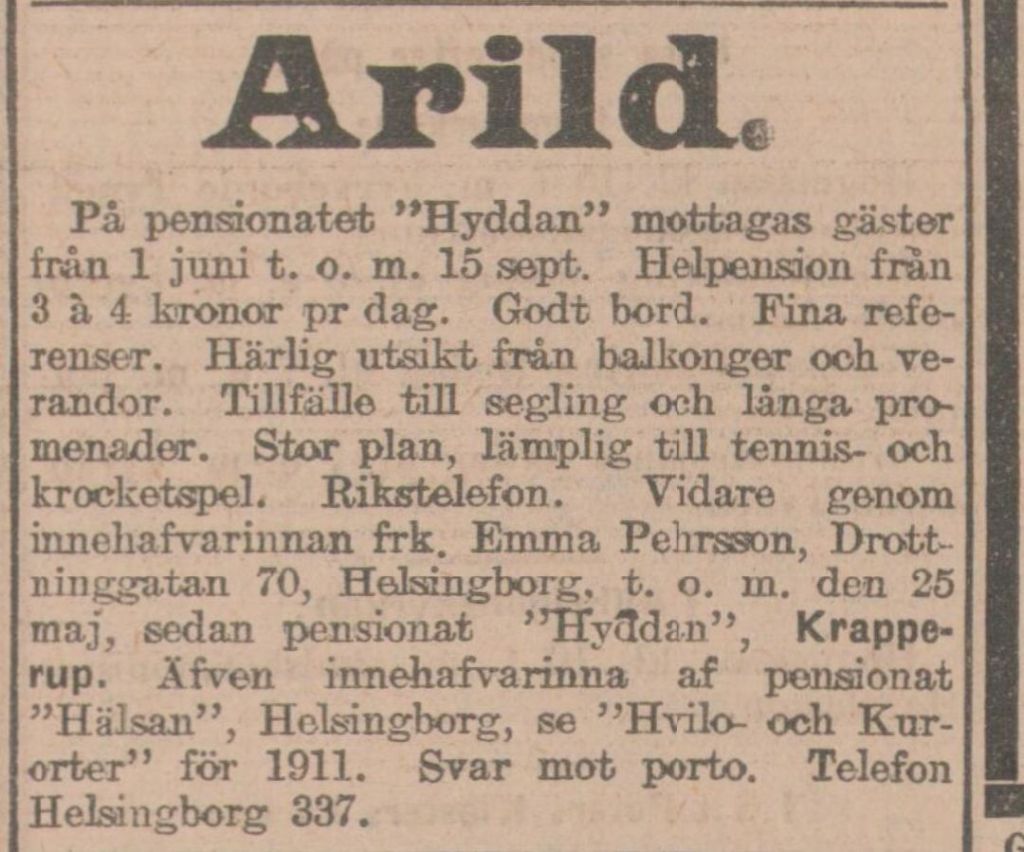 Arild.
På pensionatet "Hyddan" mottagas gäster
från 1 juni t. o. m. 15 sept. Helpension från
3 à 4 kronor pr dag. Godt bord. Fina refe-
renser. Härlig utsikt från balkonger och ve-
randor. Tillfälle till segling och långa pro-
menader. Stor plan, lämplig till tennis- och
krocketspel. Rikstelefon. Vidare genom
innehafvarinnan frk. Emma Pehrsson, Drott-
ninggatan 70, Helsingborg, t. o. m. den 25
maj, sedan pensionat "Hyddan", Krappe-
rup. Äfven innehafvarinna af pensionat
"Hälsan", Helsingborg, se "Hvilo- och Kur-
orter" för 1911. Svar mot porto. Telefon
Helsingborg 337.